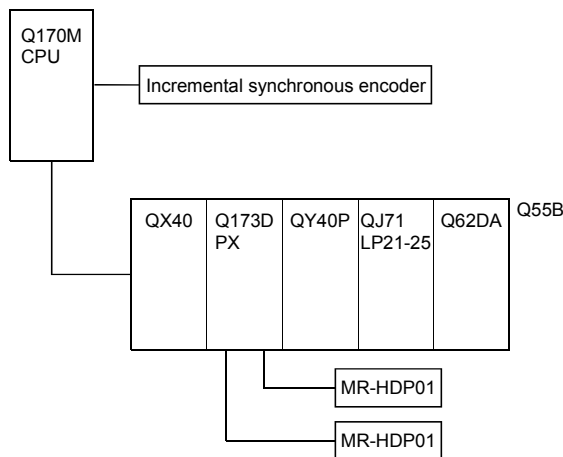 Q170M
CPU
Incremental synchronous encoder
QX40
Q173D
PX
QY40P
QJ71
LP21-25
Q62DA
Q55B
MR-HDP01
MR-HDP01